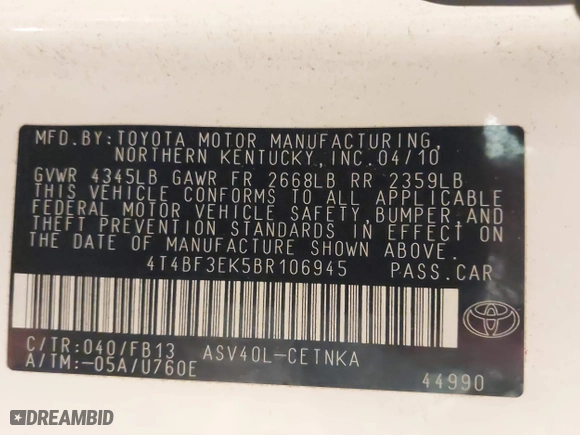 MFD.BY:TOYOTA MOTOR MANUFACTURING,
NORTHERN KENTUCKY,INC.04/10
GVWR 4345LB GAWR FR 2668LB RR 2359LB
THIS VEHICLE CONFORMS TO ALL APPLICABLE
FEDERAL MOTOR VEHICLE SAFETY,BUMPER,AND
THEFT PREVENTION STANDARDS IN EFFECT ON
THE DATE OF MANUFACTURE SHOWN ABOVE.
4T4BF3EK5BR106945 PASS.CAR
C/TR:040/FB13 ASV40L-CETNKA
A/TM:-05A/U760E
44990
DREAMBID